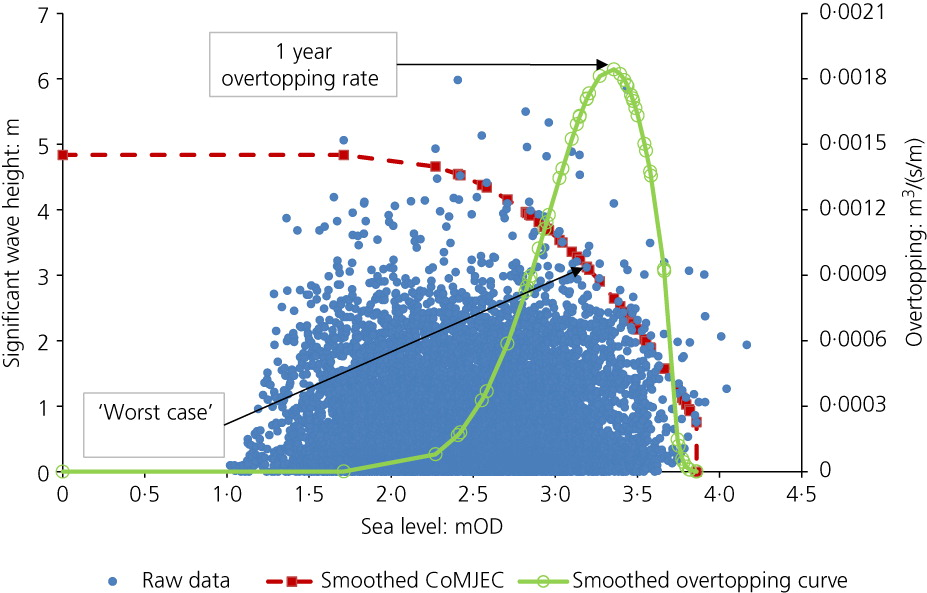 7
6
5
4
3
2
1
0
Significant wave height: m
0·0021
0·0018
0·0015
0·0012
0·0009
0·0006
0·0003
0
Overtopping: m³/(s/m)
1 year
overtopping rate
‘Worst case’
0 0·5 1·0 1·5 2·0 2·5 3·0 3·5 4·0 4·5
Sea level: mOD
Raw data Smoothed CoMJEC Smoothed overtopping curve